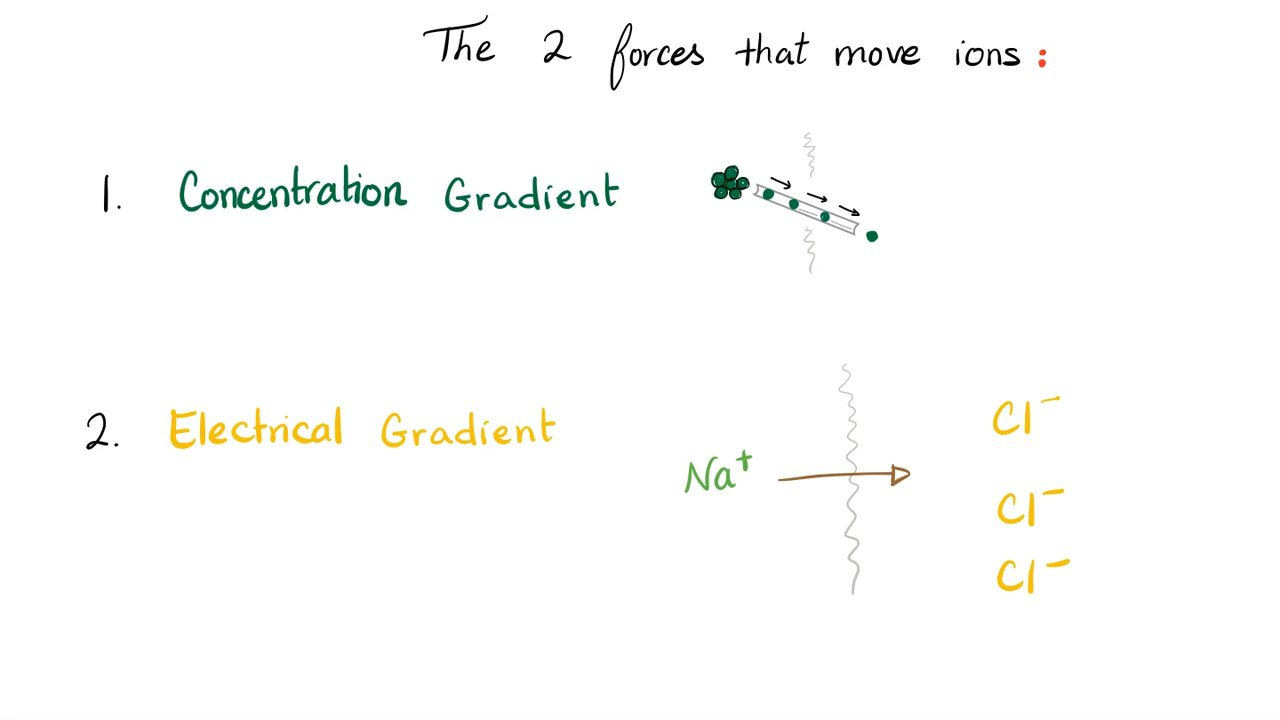 The 2 forces that move ions :
1. Concentration Gradient
2. Electrical Gradient
Cl⁻
Na⁺
Cl⁻
Cl⁻